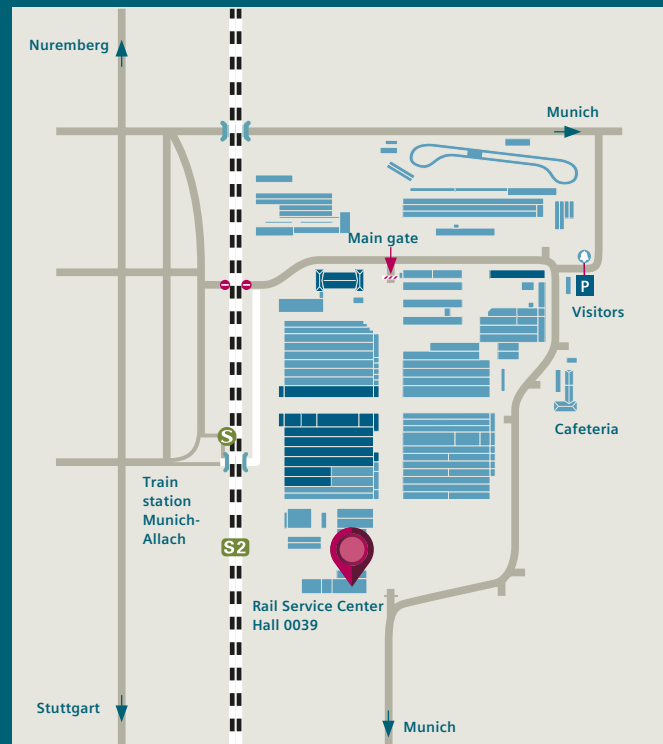 Nuremberg
Munich
Main gate
P
Visitors
Cafeteria
S
Train
station
Munich-
Allach
S2
Rail Service Center
Hall 0039
Stuttgart
Munich